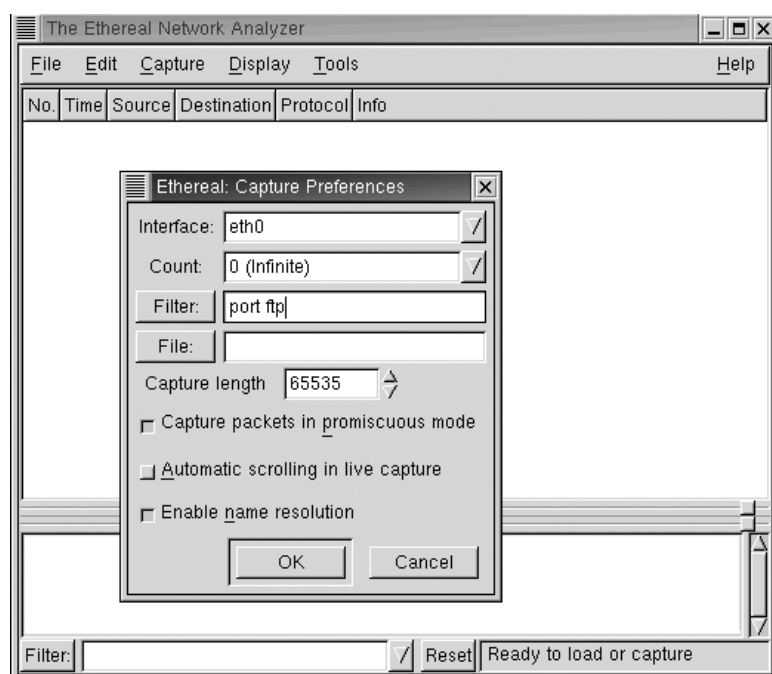 The Ethereal Network Analyzer
File Edit Capture Display Tools Help
No. Time Source Destination Protocol Info
Ethereal: Capture Preferences
Interface: eth0
Count: 0 (Infinite)
Filter: port ftp
File:
Capture length 65535
Capture packets in promiscuous mode
Automatic scrolling in live capture
Enable name resolution
OK Cancel
Filter: Reset Ready to load or capture